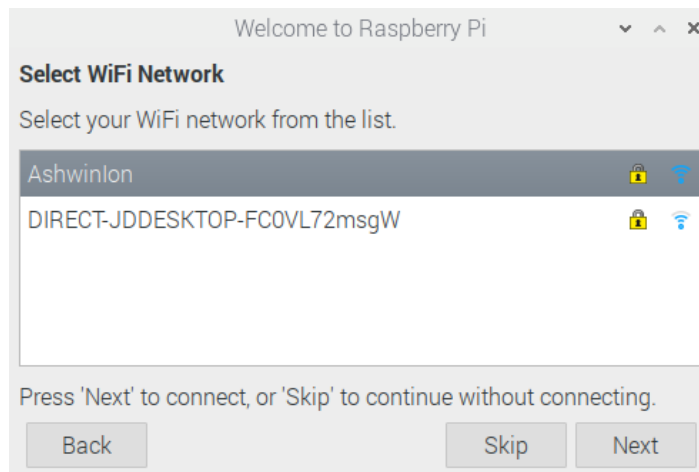 Welcome to Raspberry Pi
Select WiFi Network
Select your WiFi network from the list.
AshwinIon
DIRECT-JDDESKTOP-FC0VL72msgW
Press 'Next' to connect, or 'Skip' to continue without connecting.
Back Skip Next